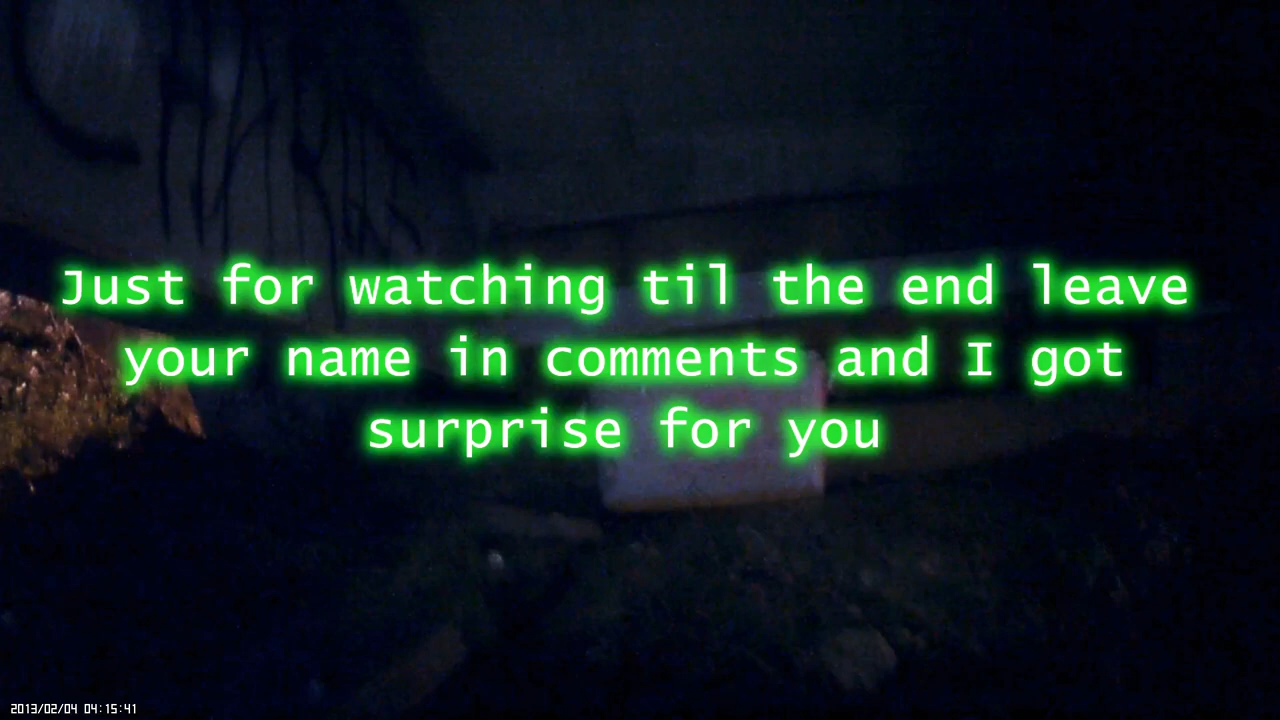 Just for watching til the end leave
your name in comments and I got
surprise for you
2013/02/04 04:15:41